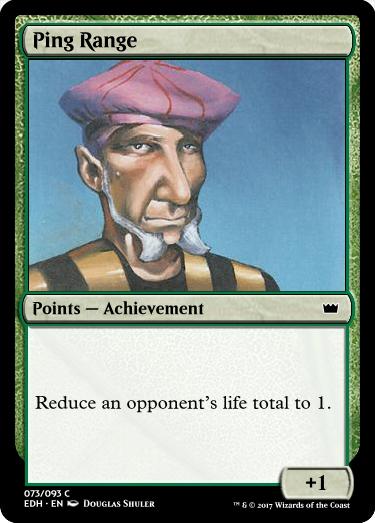 Ping Range
Points — Achievement
Reduce an opponent's life total to 1.
+1
073/093 C
EDH • EN Douglas Shuler
™ & © 2017 Wizards of the Coast